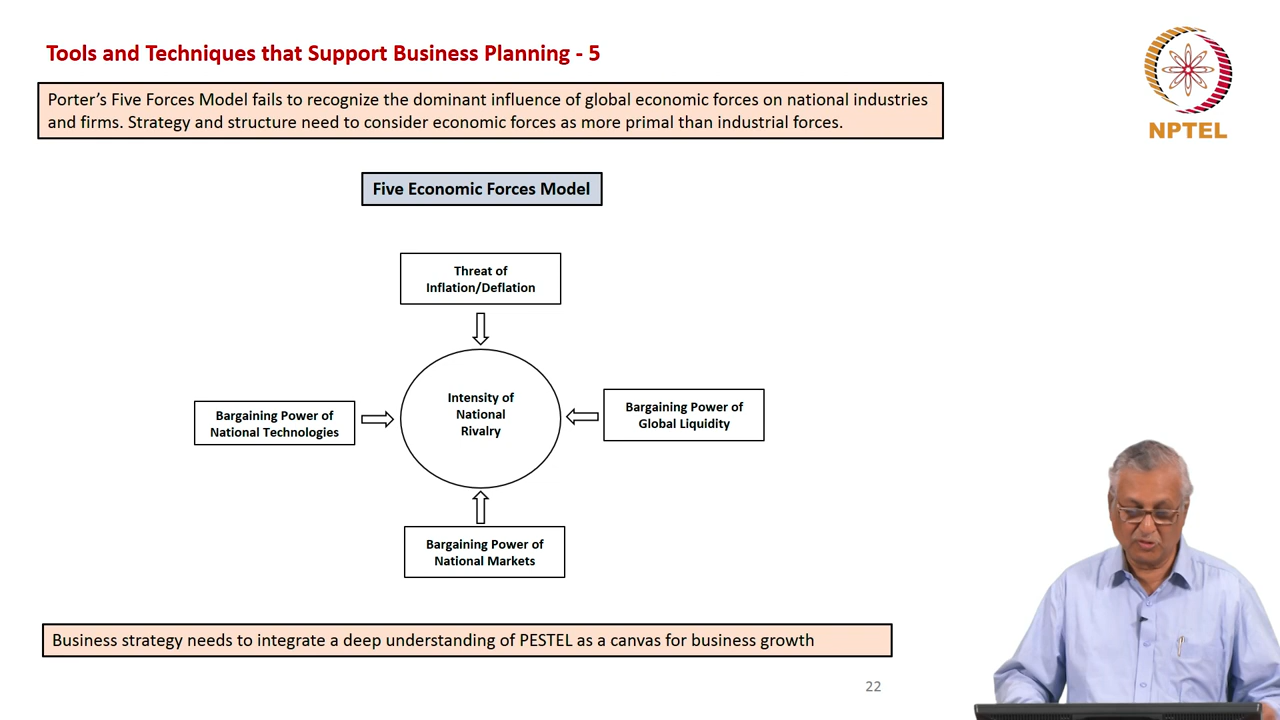 Tools and Techniques that Support Business Planning - 5
Porter’s Five Forces Model fails to recognize the dominant influence of global economic forces on national industries
and firms. Strategy and structure need to consider economic forces as more primal than industrial forces.
NPTEL
Five Economic Forces Model
Threat of
Inflation/Deflation
Intensity of
National
Rivalry
Bargaining Power of
National Technologies
Bargaining Power of
Global Liquidity
Bargaining Power of
National Markets
Business strategy needs to integrate a deep understanding of PESTEL as a canvas for business growth
22